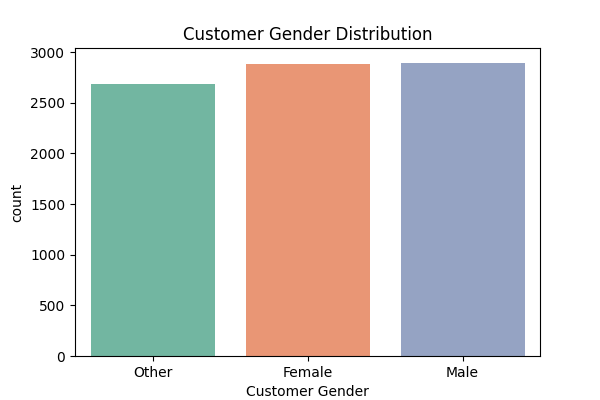 Customer Gender Distribution
3000
2500
2000
1500
1000
500
0
count
Other Female Male
Customer Gender